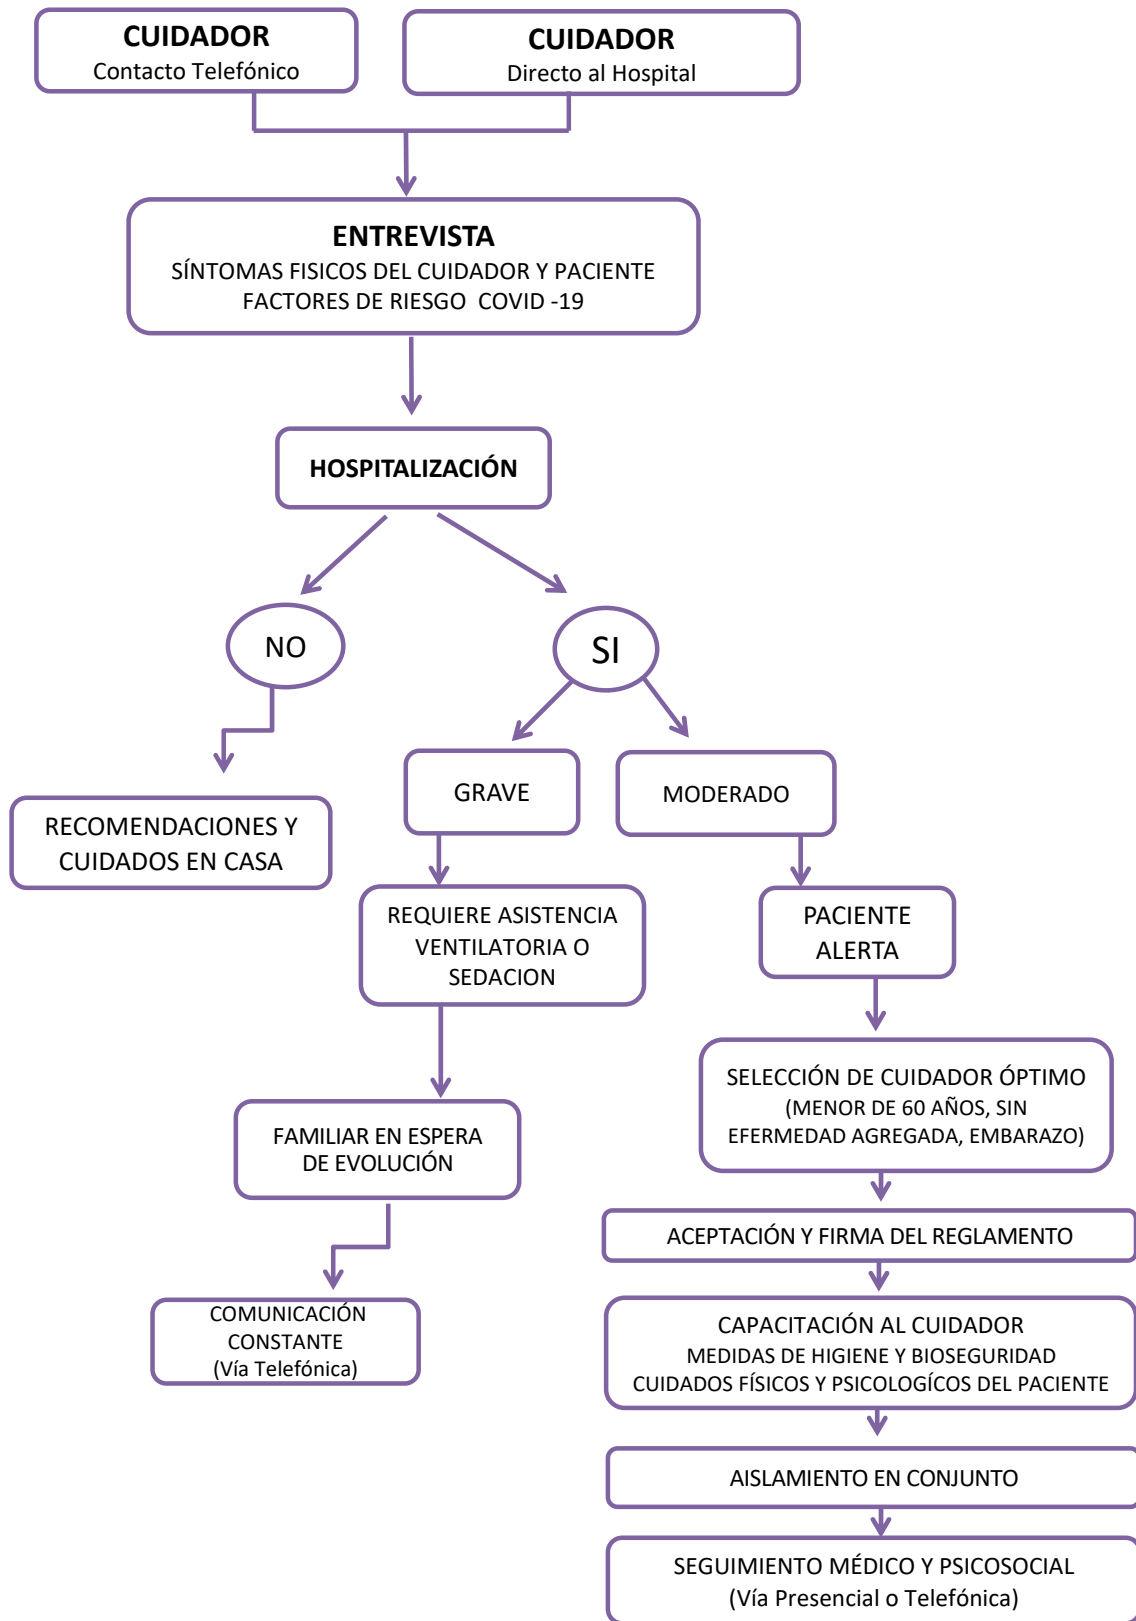 CUIDADOR
Contacto Telefónico
CUIDADOR
Directo al Hospital
ENTREVISTA
SÍNTOMAS FISICOS DEL CUIDADOR Y PACIENTE
FACTORES DE RIESGO COVID -19
HOSPITALIZACIÓN
NO
SI
RECOMENDACIONES Y
CUIDADOS EN CASA
GRAVE
MODERADO
REQUIERE ASISTENCIA
VENTILATORIA O
SEDACION
PACIENTE
ALERTA
FAMILIAR EN ESPERA
DE EVOLUCIÓN
COMUNICACIÓN
CONSTANTE
(Vía Telefónica)
SELECCIÓN DE CUIDADOR ÓPTIMO
(MENOR DE 60 AÑOS, SIN
EFERMEDAD AGREGADA, EMBARAZO)
ACEPTACIÓN Y FIRMA DEL REGLAMENTO
CAPACITACIÓN AL CUIDADOR
MEDIDAS DE HIGIENE Y BIOSEGURIDAD
CUIDADOS FÍSICOS Y PSICOLOGÍCOS DEL PACIENTE
AISLAMIENTO EN CONJUNTO
SEGUIMIENTO MÉDICO Y PSICOSOCIAL
(Vía Presencial o Telefónica)